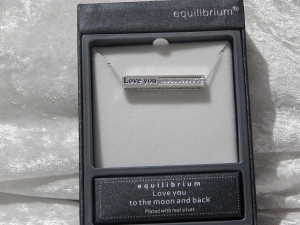 equilibrium®
Love you
equilibrium
Love you
to the moon and back
Plated with real silver